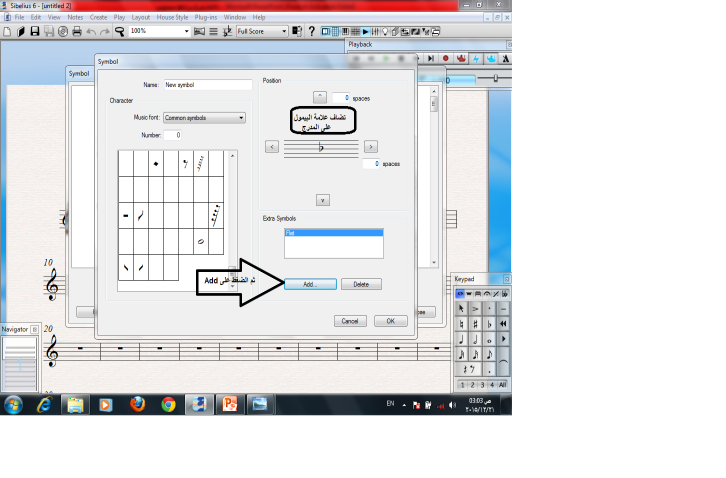 Sibelius 6 - [untitled 2]
File Edit View Notes Create Play Layout House Style Plug-ins Window Help
100% Full Score
Playback
Symbol
Symbol
Name: New symbol
Character
Music font: Common symbols
Number: 0
Position
0 spaces
تضاف علامة البيمول
على المدرج
0 spaces
Extra Symbols
Flat
ثم الضغط على Add
Add... Delete
Cancel OK
10
20
Keypad
Navigator
1 2 3 4 All
EN
03:03 ص
٢٠١٥/١٢/٢١